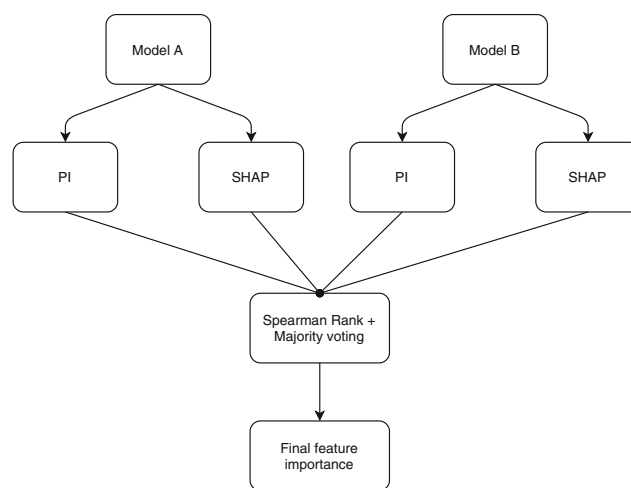 Model A
Model B
PI
SHAP
PI
SHAP
Spearman Rank +
Majority voting
Final feature
importance